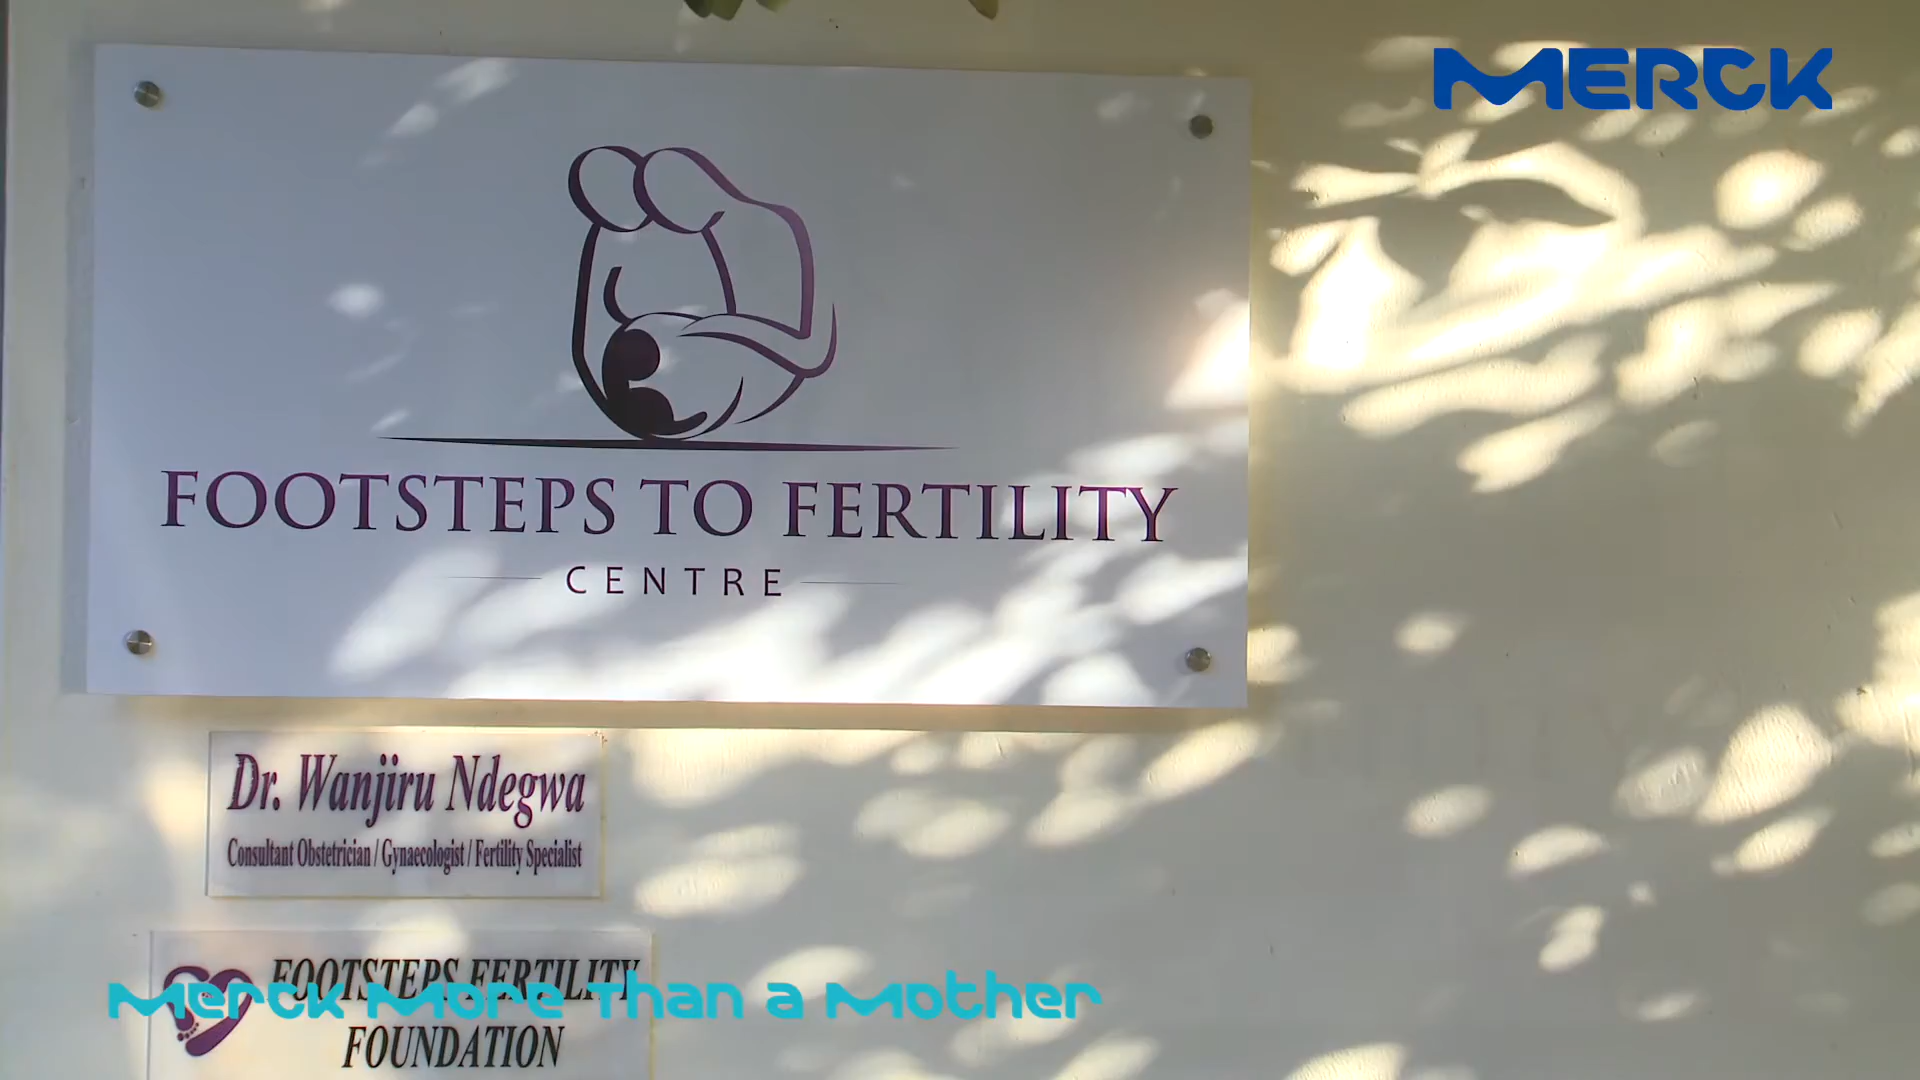 MERCK
FOOTSTEPS TO FERTILITY
CENTRE
Dr. Wanjiru Ndegwa
Consultant Obstetrician / Gynaecologist / Fertility Specialist
FOOTSTEPS FERTILITY
FOUNDATION
Merck More Than a Mother